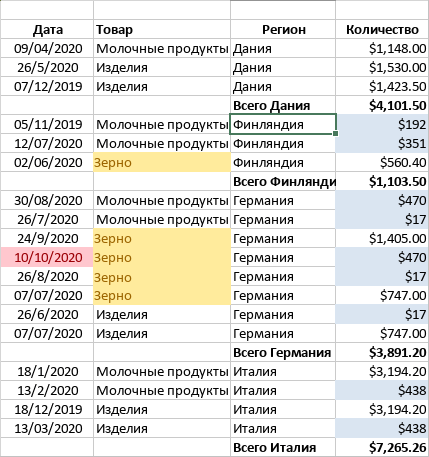 Дата Товар Регион Количество
09/04/2020 Молочные продукты Дания $1,148.00
26/5/2020 Изделия Дания $1,530.00
07/12/2019 Изделия Дания $1,423.50
Всего Дания $4,101.50
05/11/2019 Молочные продукты Финляндия $192
12/07/2020 Молочные продукты Финляндия $351
02/06/2020 Зерно Финляндия $560.40
Всего Финлянди $1,103.50
30/08/2020 Молочные продукты Германия $470
26/7/2020 Молочные продукты Германия $17
24/9/2020 Зерно Германия $1,405.00
10/10/2020 Зерно Германия $470
26/8/2020 Зерно Германия $17
07/07/2020 Зерно Германия $747.00
26/6/2020 Изделия Германия $17
07/07/2020 Изделия Германия $747.00
Всего Германия $3,891.20
18/1/2020 Молочные продукты Италия $3,194.20
13/2/2020 Молочные продукты Италия $438
18/12/2019 Изделия Италия $3,194.20
13/03/2020 Изделия Италия $438
Всего Италия $7,265.26